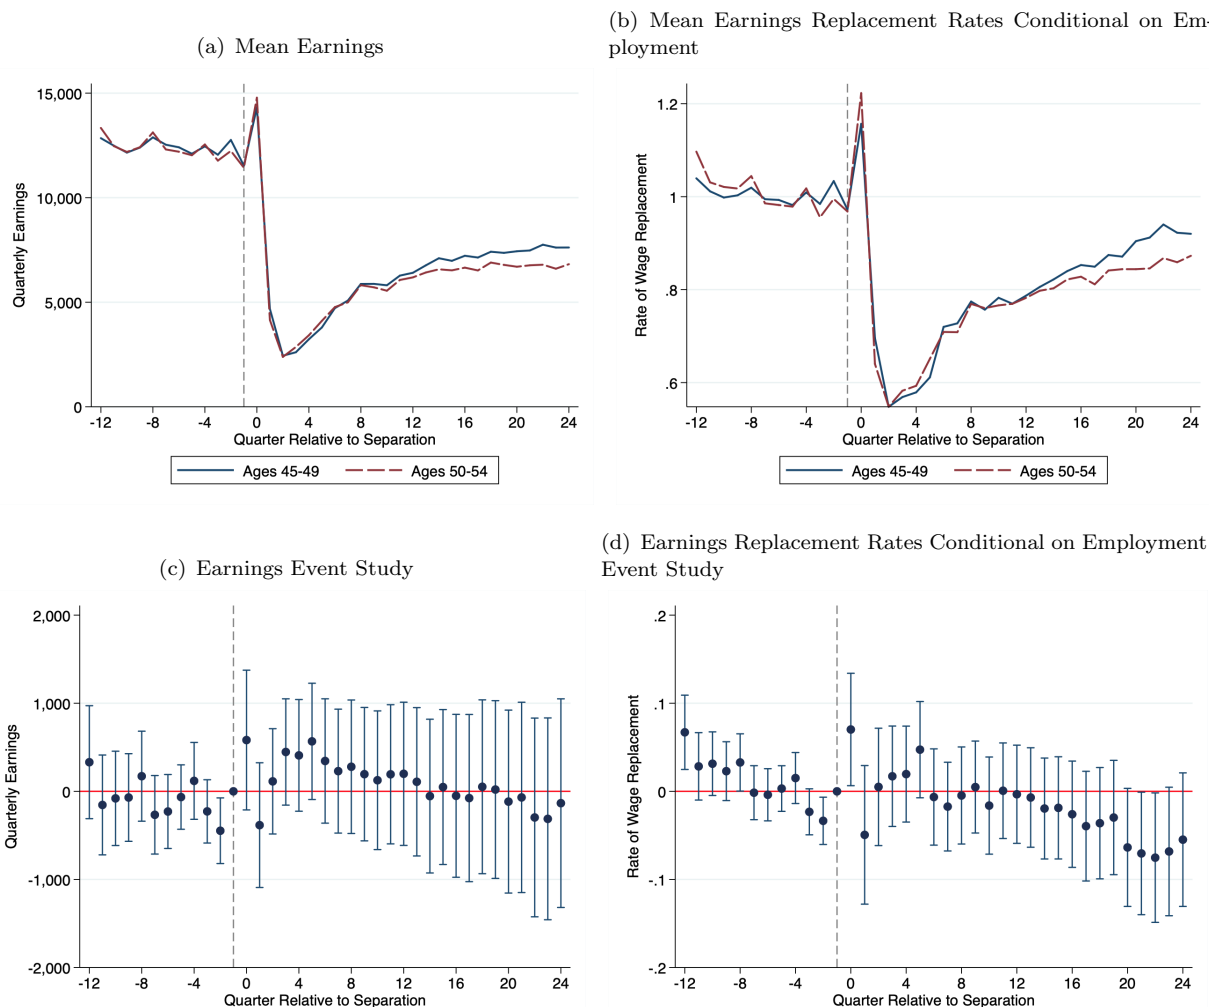 (a) Mean Earnings
15,000
10,000
5,000
0
Quarterly Earnings
-12 -8 -4 0 4 8 12 16 20 24
Quarter Relative to Separation
Ages 45-49 Ages 50-54
(b) Mean Earnings Replacement Rates Conditional on Em-
ployment
1.2
1
.8
.6
Rate of Wage Replacement
-12 -8 -4 0 4 8 12 16 20 24
Quarter Relative to Separation
Ages 45-49 Ages 50-54
(c) Earnings Event Study
2,000
1,000
0
-1,000
-2,000
Quarterly Earnings
-12 -8 -4 0 4 8 12 16 20 24
Quarter Relative to Separation
(d) Earnings Replacement Rates Conditional on Employment
Event Study
.2
.1
0
-.1
-.2
Rate of Wage Replacement
-12 -8 -4 0 4 8 12 16 20 24
Quarter Relative to Separation